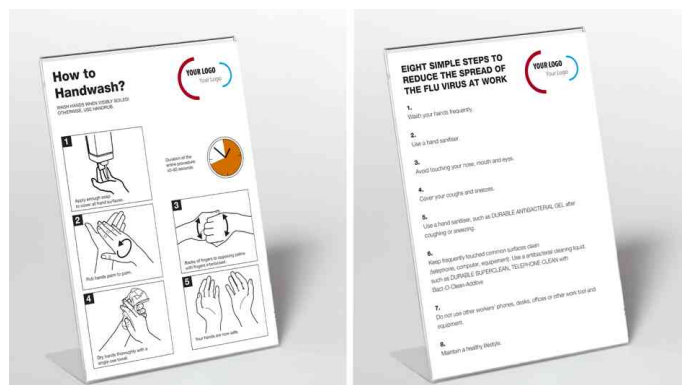 How to
Handwash?
WASH HANDS WHEN VISIBLY SOILED!
OTHERWISE, USE HANDRUB.
YOUR LOGO
Your Logo
1
Apply enough soap
to cover all hand surfaces.
Duration of the
entire procedure
40-60 seconds
2
Rub hands palm to palm.
3
Backs of fingers to opposing palms
with fingers interlocked.
4
Dry hands thoroughly with a
single use towel.
5
Your hands are now safe.
EIGHT SIMPLE STEPS TO
REDUCE THE SPREAD OF
THE FLU VIRUS AT WORK
YOUR LOGO
Your Logo
1.
Wash your hands frequently.
2.
Use a hand sanitiser.
3.
Avoid touching your nose, mouth and eyes.
4.
Cover your coughs and sneezes.
5.
Use a hand sanitiser, such as DURABLE ANTIBACTERIAL GEL after
coughing or sneezing.
6.
Keep frequently touched common surfaces clean
(telephone, computer, equipement). Use a antibacterial cleaning liquid
such as DURABLE SUPERCLEAN, TELEPHONE CLEAN with
Bact-O-Clean-Additive
7.
Do not use other workers' phones, desks, offices or other work tool and
equipment.
8.
Maintain a healthy lifestyle.